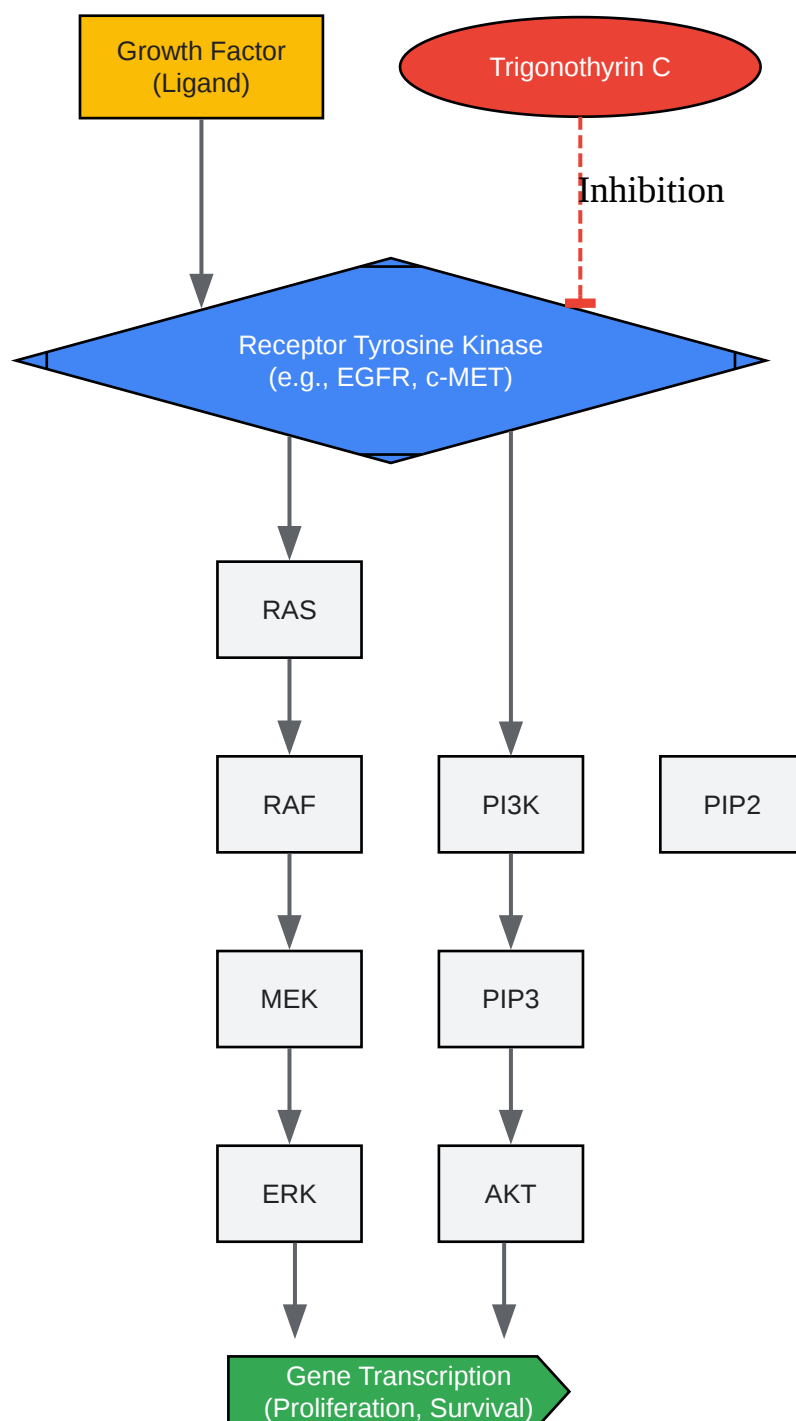 Growth Factor
(Ligand)
Trigonothyrin C
Inhibition
Receptor Tyrosine Kinase
(e.g., EGFR, c-MET)
RAS
RAF
PI3K
PIP2
MEK
PIP3
ERK
AKT
Gene Transcription
(Proliferation, Survival)